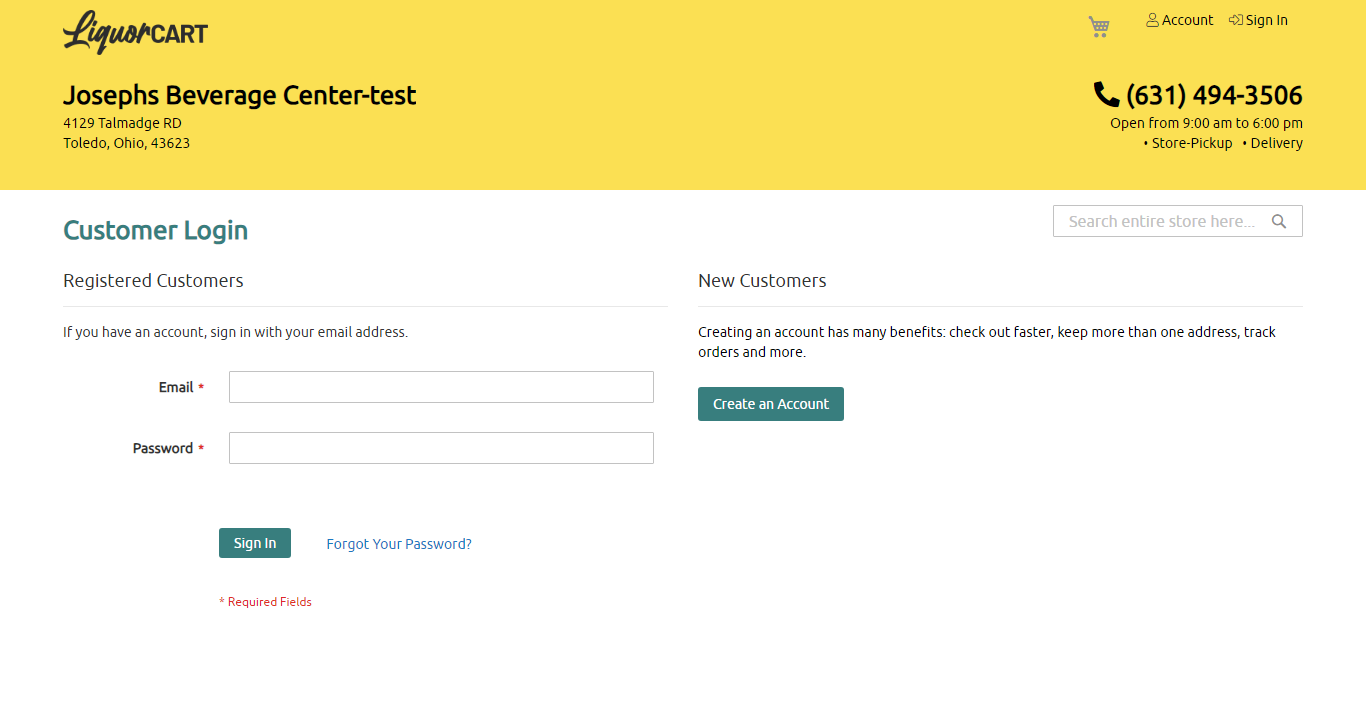 LiquorCART
Account
Sign In
Josephs Beverage Center-test
4129 Talmadge RD
Toledo, Ohio, 43623
(631) 494-3506
Open from 9:00 am to 6:00 pm
• Store-Pickup • Delivery
Customer Login
Search entire store here...
Registered Customers
If you have an account, sign in with your email address.
Email *
Password *
Sign In
Forgot Your Password?
* Required Fields
New Customers
Creating an account has many benefits: check out faster, keep more than one address, track
orders and more.
Create an Account